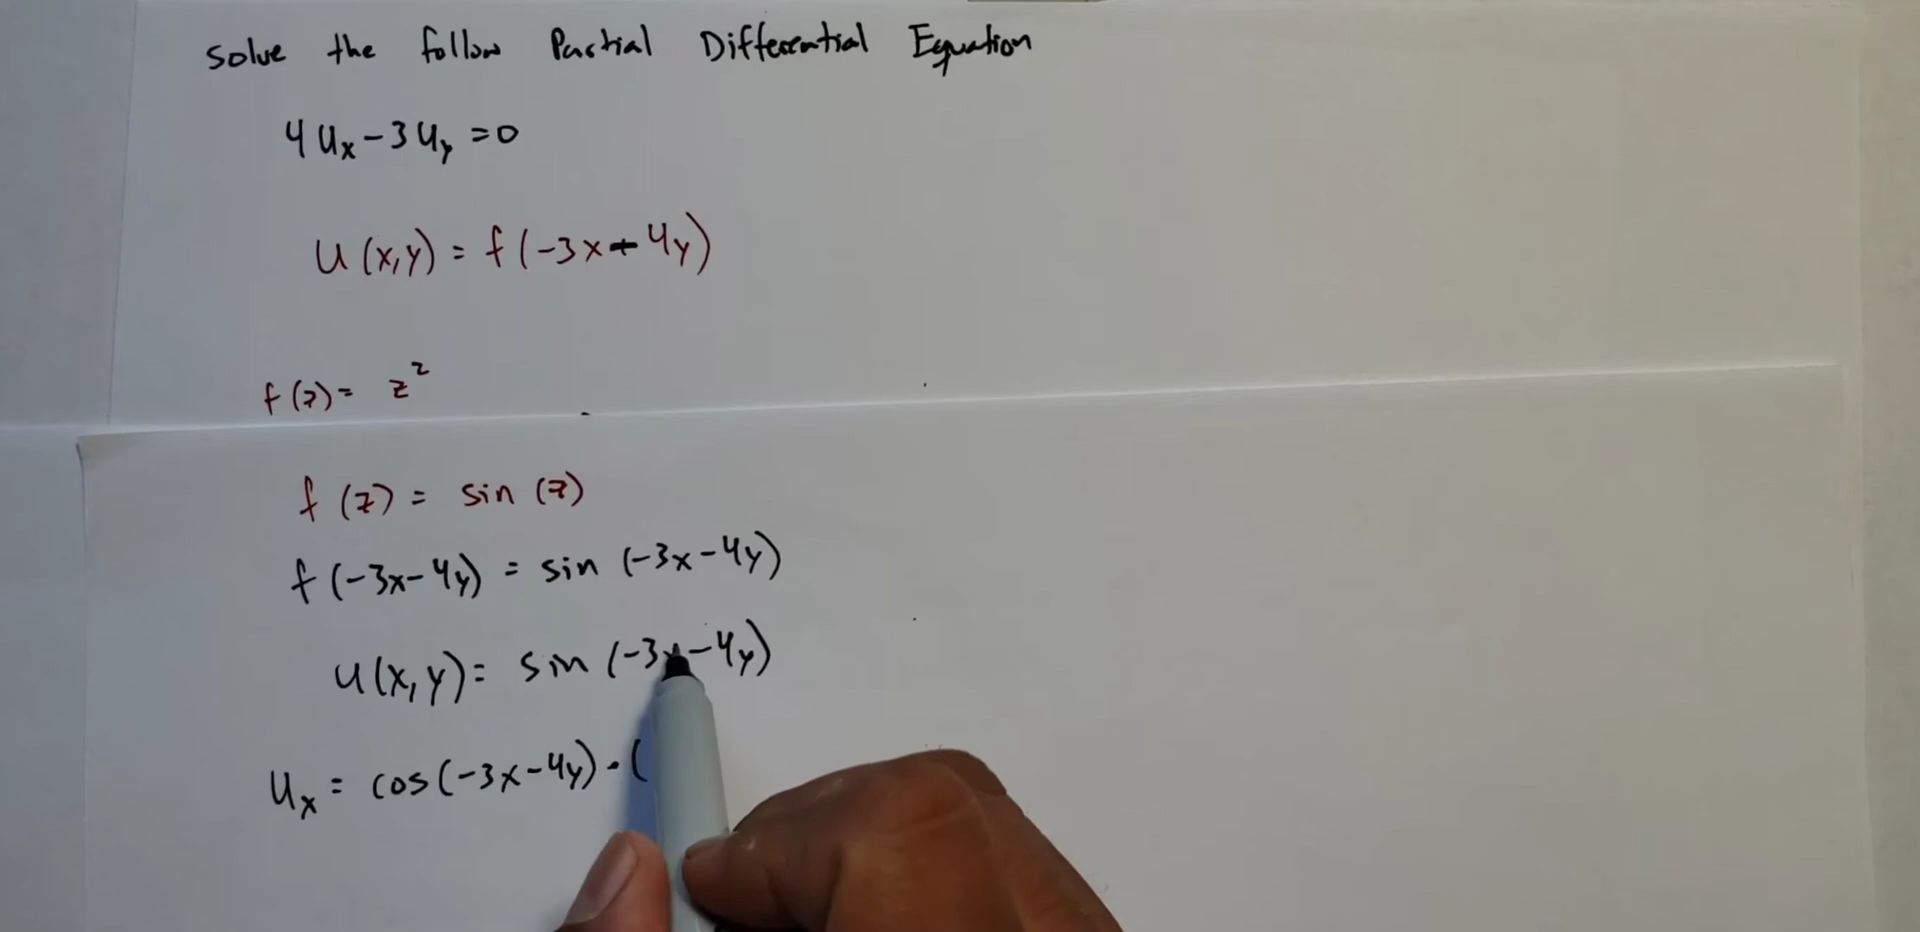 Solve the follow Partial Differential Equation
4Ux-3Uy=0
U(x,y) = f(-3x-4y)
f(z) = z²
f(z) = sin(z)
f(-3x-4y) = sin(-3x-4y)
U(x,y) = sin(-3x-4y)
Ux = cos(-3x-4y)·(